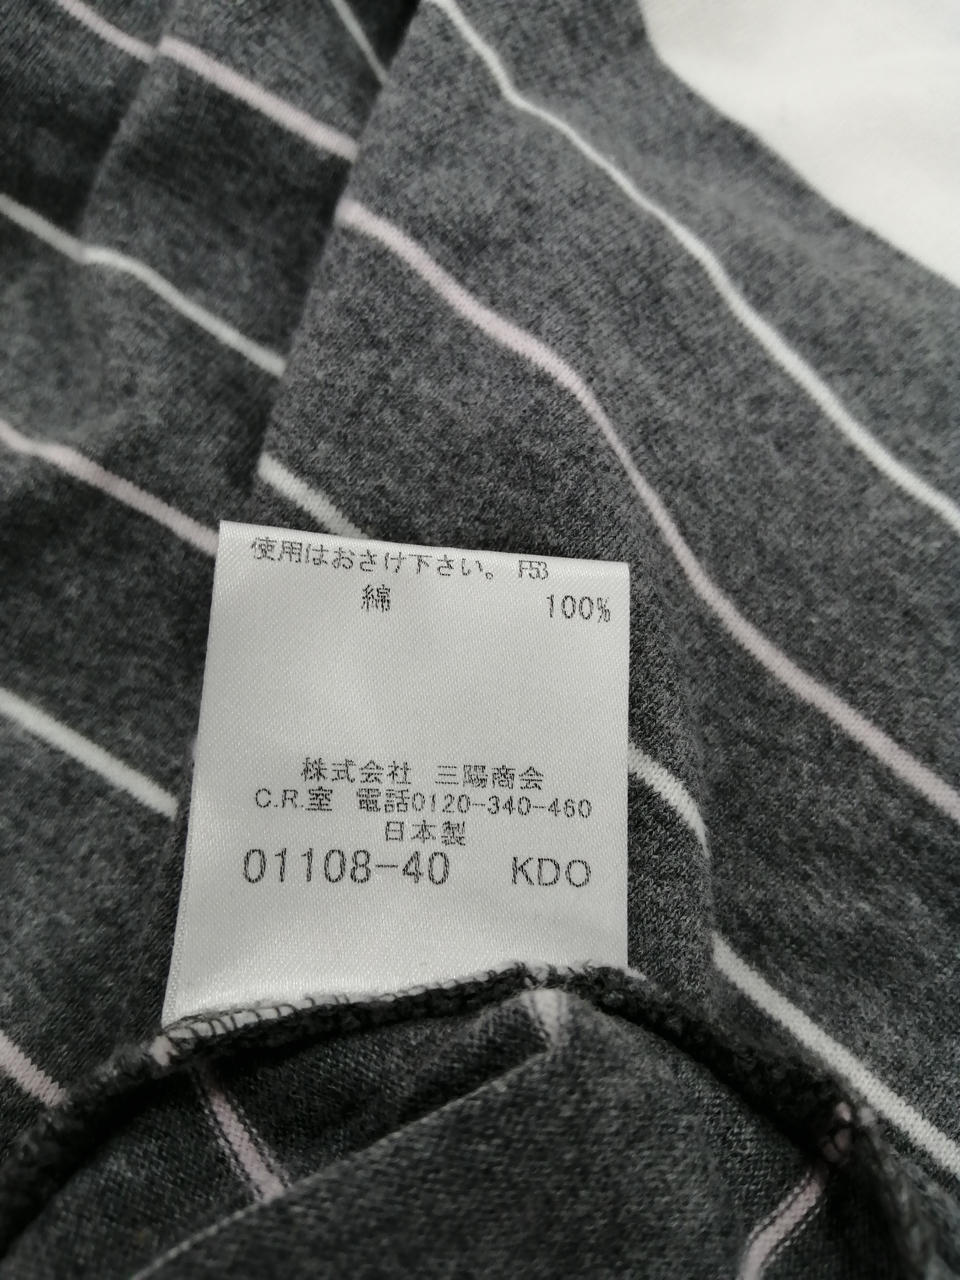 使用はおさけ下さい。 F53
綿 100%
株式会社 三陽商会
C.R.室 電話0120-340-460
日本製
01108-40 KDO